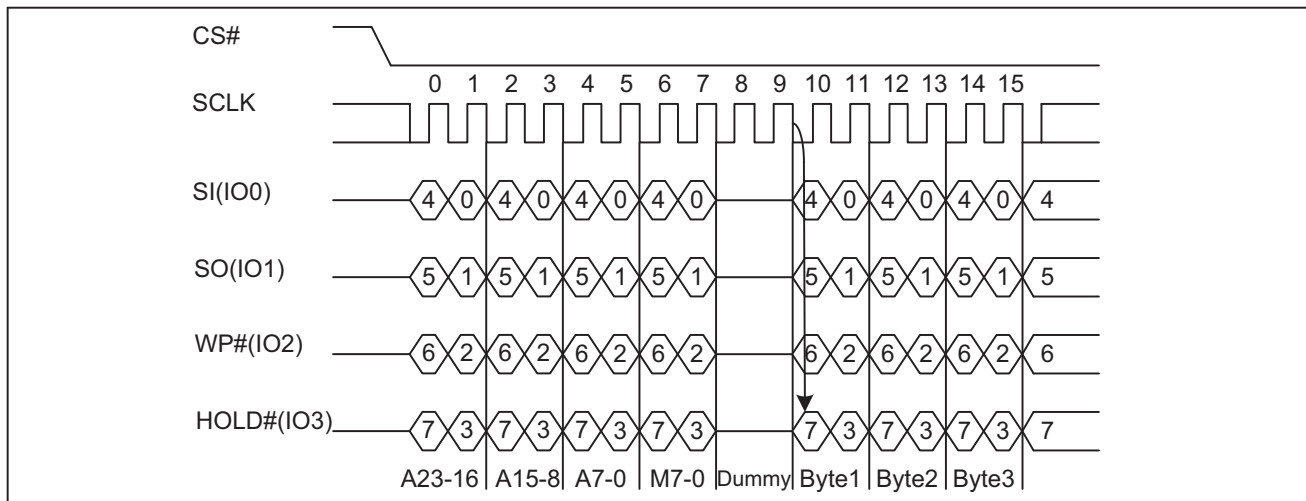 CS#
0 1 2 3 4 5 6 7 8 9 10 11 12 13 14 15
SCLK
SI(IO0) 4 0 4 0 4 0 4 0 4 0 4 0 4 0 4
SO(IO1) 5 1 5 1 5 1 5 1 5 1 5 1 5 1 5
WP#(IO2) 6 2 6 2 6 2 6 2 6 2 6 2 6 2 6
HOLD#(IO3) 7 3 7 3 7 3 7 3 7 3 7 3 7 3 7
A23-16 A15-8 A7-0 M7-0 Dummy Byte1 Byte2 Byte3